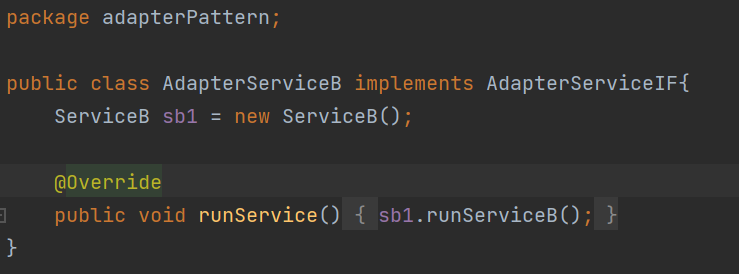 package adapterPattern;
public class AdapterServiceB implements AdapterServiceIF{
    ServiceB sb1 = new ServiceB();
    @Override
    public void runService() { sb1.runServiceB(); }
}